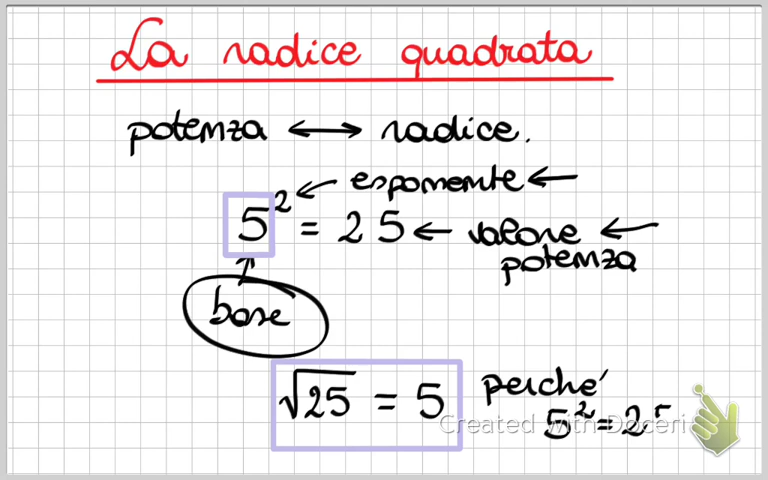 La radice quadrata
potenza ↔ radice.
5² = 25 ← valore ←
← esponente ←
potenza
base
√25 = 5 perché
5² = 25
Created with Doceri